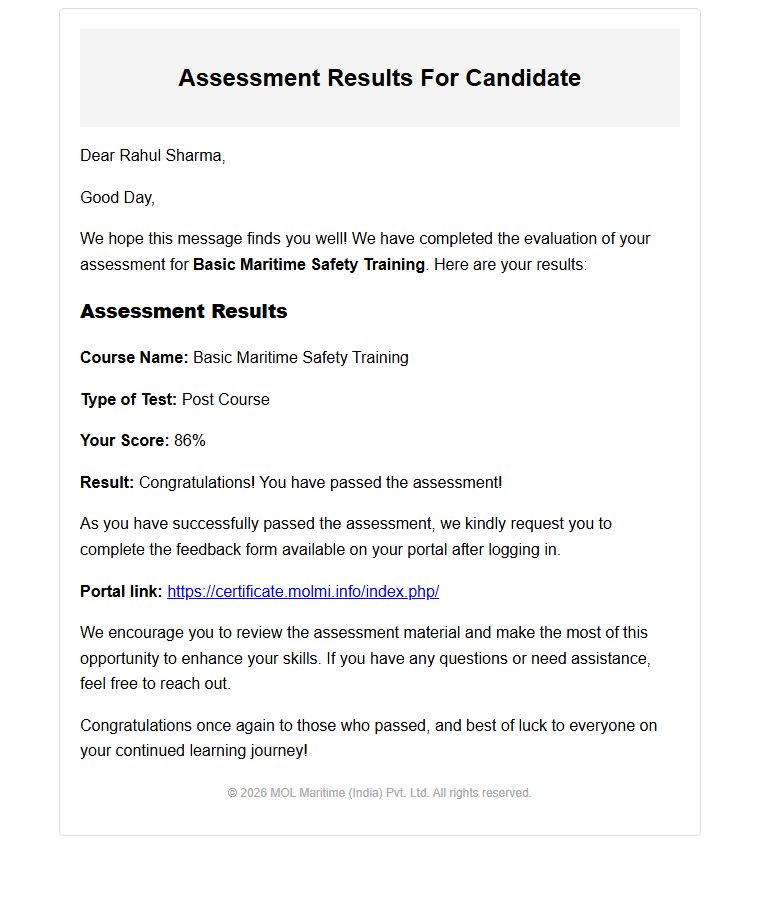 Assessment Results For Candidate
Dear Rahul Sharma,
Good Day,
We hope this message finds you well! We have completed the evaluation of your
assessment for Basic Maritime Safety Training. Here are your results:
Assessment Results
Course Name: Basic Maritime Safety Training
Type of Test: Post Course
Your Score: 86%
Result: Congratulations! You have passed the assessment!
As you have successfully passed the assessment, we kindly request you to
complete the feedback form available on your portal after logging in.
Portal link: https://certificate.molmi.info/index.php/
We encourage you to review the assessment material and make the most of this
opportunity to enhance your skills. If you have any questions or need assistance,
feel free to reach out.
Congratulations once again to those who passed, and best of luck to everyone on
your continued learning journey!
© 2026 MOL Maritime (India) Pvt. Ltd. All rights reserved.